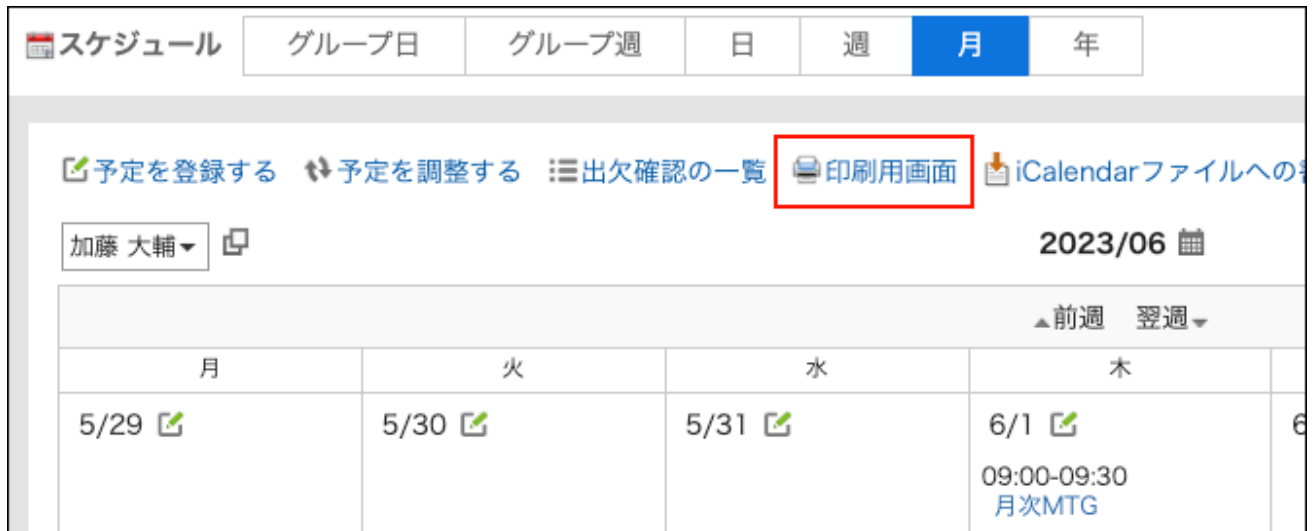 スケジュール グループ日 グループ週 日 週 月 年
予定を登録する 予定を調整する 出欠確認の一覧 印刷用画面 iCalendarファイルへの
加藤 大輔 2023/06
前週 翌週
月 火 水 木
5/29 5/30 5/31 6/1
09:00-09:30
月次MTG